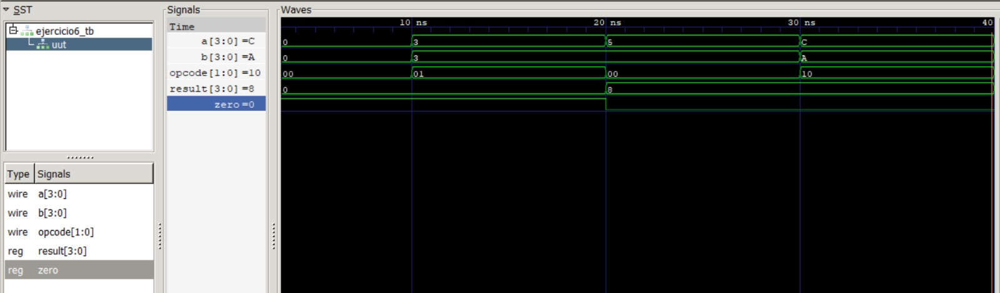 SST
ejercicio6_tb
uut
Type Signals
wire a[3:0]
wire b[3:0]
wire opcode[1:0]
reg result[3:0]
reg zero
Signals
Time
a[3:0] =C
b[3:0] =A
opcode[1:0] =10
result[3:0] =8
zero =0
Waves
10 ns 20 ns 30 ns 40
0 3 5 C
0 3 A
00 01 00 10
0 8